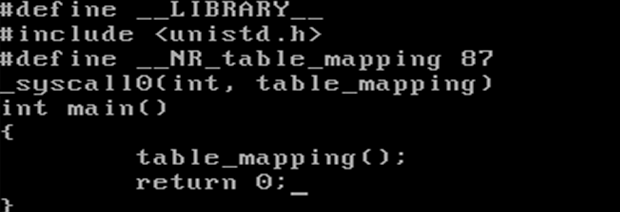 #define __LIBRARY__
#include <unistd.h>
#define __NR_table_mapping 87
_syscall0(int, table_mapping)
int main()
{
        table_mapping();
        return 0;_
}